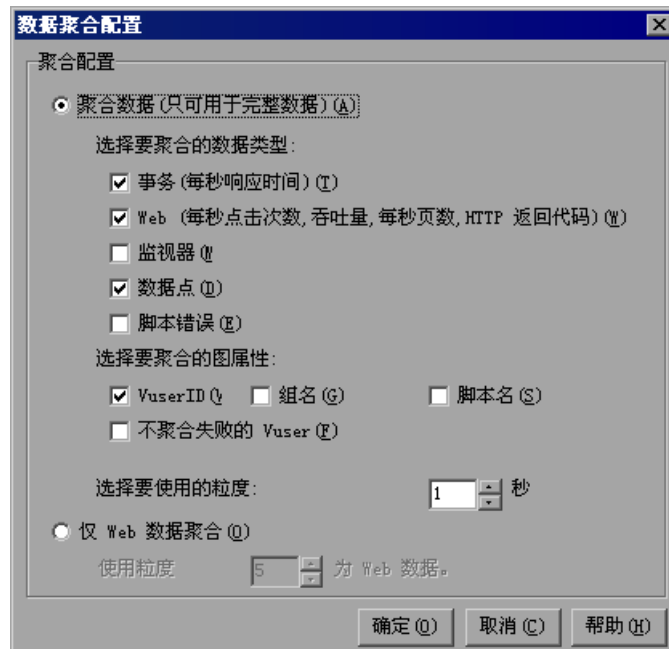 数据聚合配置
聚合配置
聚合数据(只可用于完整数据)(A)
选择要聚合的数据类型:
事务(每秒响应时间)(T)
Web (每秒点击次数,吞吐量,每秒页数,HTTP 返回代码)(W)
监视器(
数据点(D)
脚本错误(E)
选择要聚合的图属性:
VuserID( 组名(G) 脚本名(S)
不聚合失败的 Vuser(F)
选择要使用的粒度: 1 秒
仅 Web 数据聚合(O)
使用粒度 5 为 Web 数据。
确定(O) 取消(C) 帮助(H)